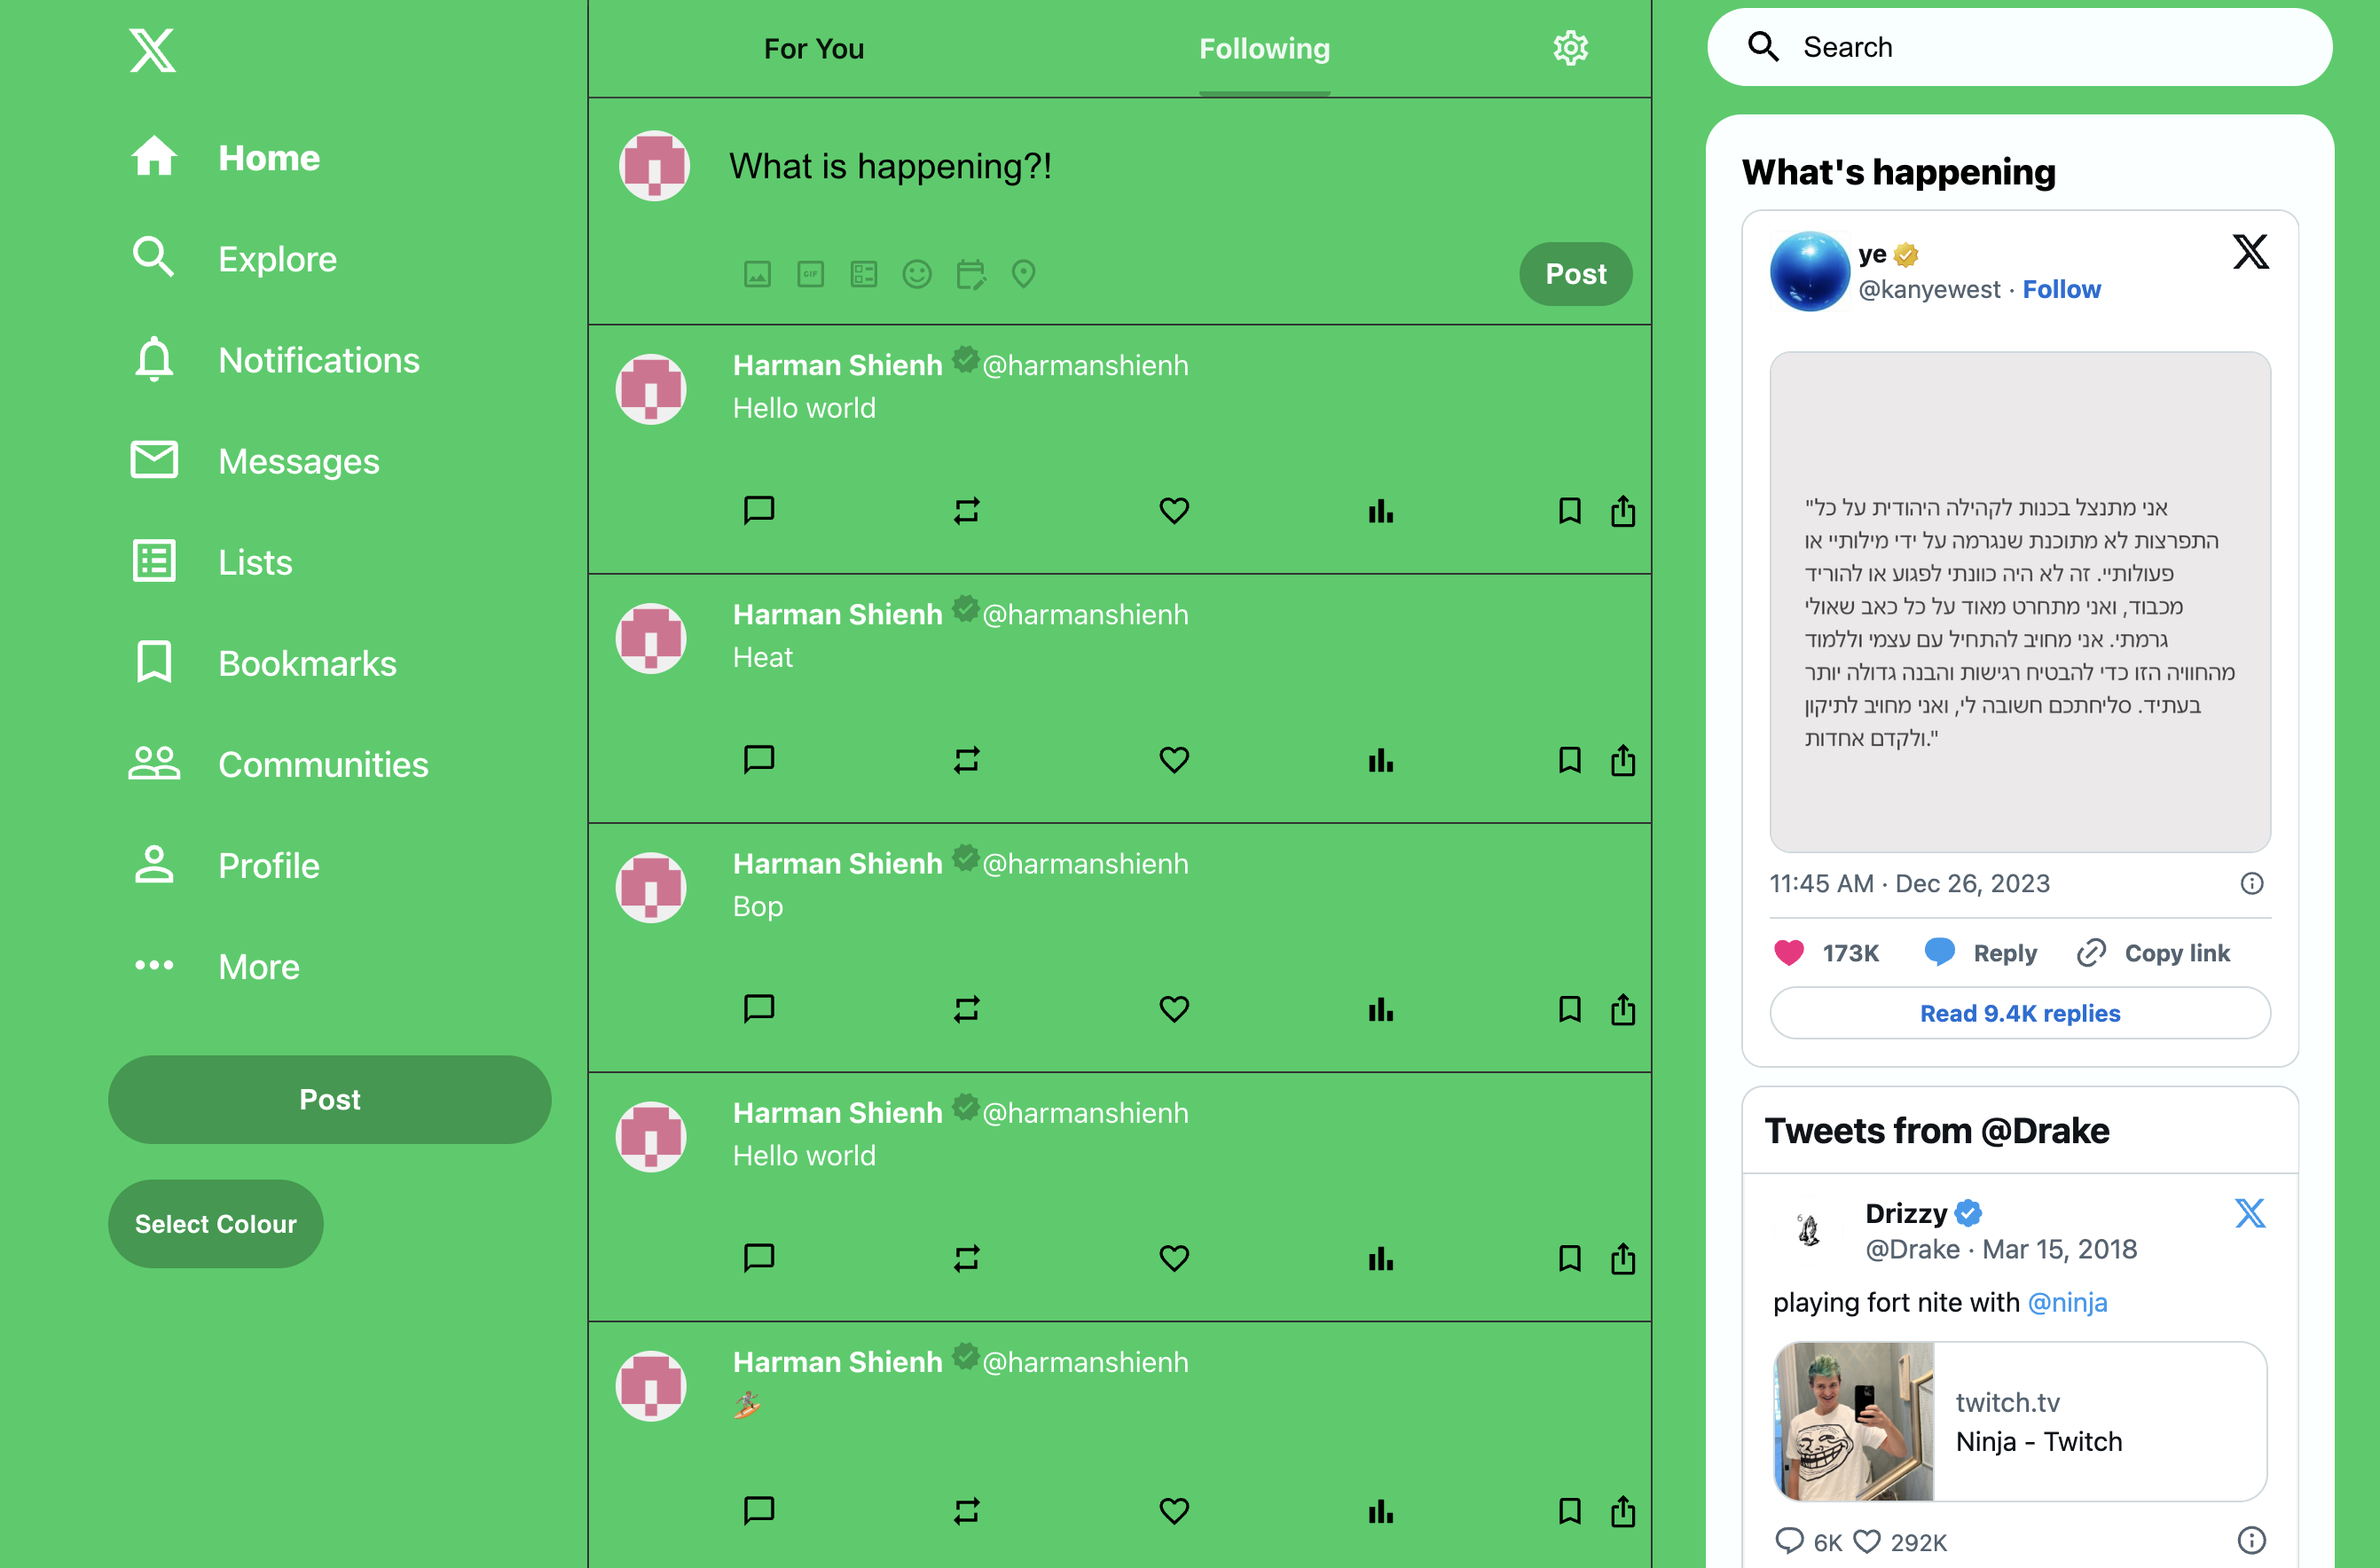 Home
Explore
Notifications
Messages
Lists
Bookmarks
Communities
Profile
More
Post
Select Colour
For You
Following
What is happening?!
GIF
Post
Harman Shienh @harmanshienh
Hello world
Harman Shienh @harmanshienh
Heat
Harman Shienh @harmanshienh
Bop
Harman Shienh @harmanshienh
Hello world
Harman Shienh @harmanshienh
🏄
Search
What's happening
ye
@kanyewest · Follow
"אני מתנצל בכנות לקהילה היהודית על כל
התפרצות לא מתוכננת שנגרמה על ידי מילותיי או
פעולותיי. זה לא היה כוונתי לפגוע או להוריד
מכבוד, ואני מתחרט מאוד על כל כאב שאולי
גרמתי. אני מחויב להתחיל עם עצמי וללמוד
מהחוויה הזו כדי להבטיח רגישות והבנה גדולה יותר
בעתיד. סליחתכם חשובה לי, ואני מחויב לתיקון
ולקדם אחדות."
11:45 AM · Dec 26, 2023
173K Reply Copy link
Read 9.4K replies
Tweets from @Drake
Drizzy
@Drake · Mar 15, 2018
playing fort nite with @ninja
twitch.tv
Ninja - Twitch
6K 292K